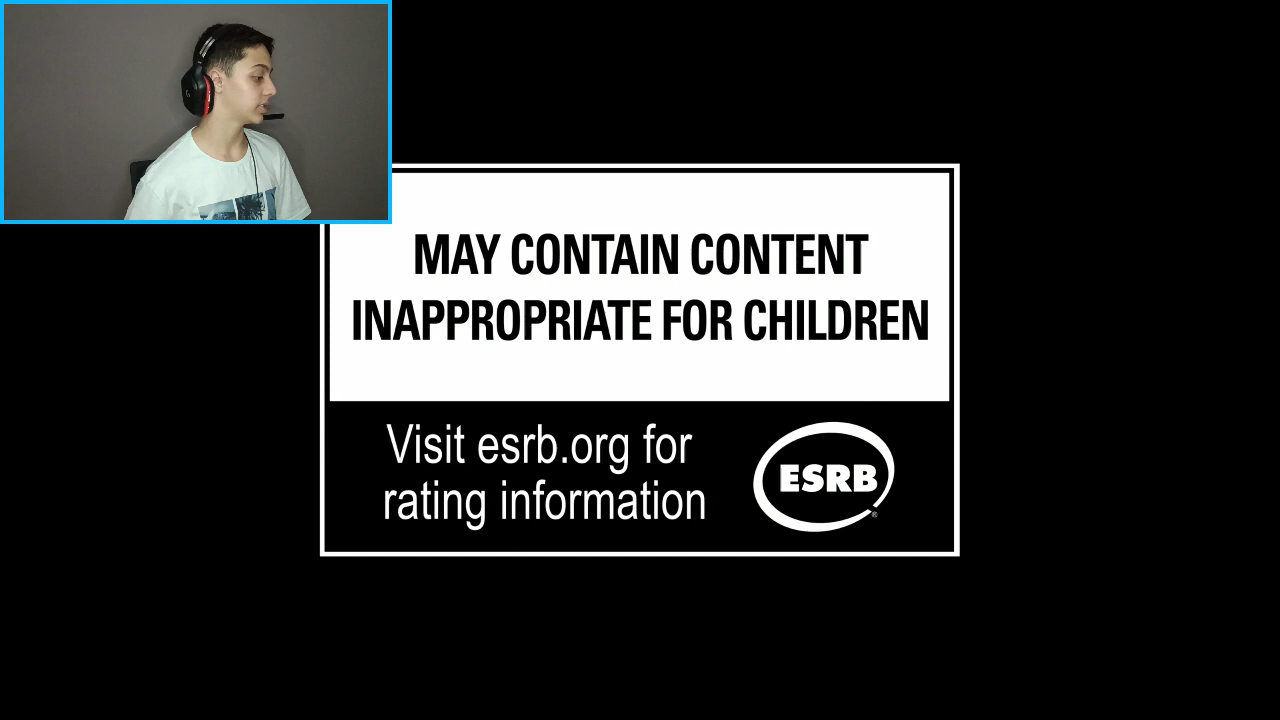 MAY CONTAIN CONTENT
INAPPROPRIATE FOR CHILDREN
Visit esrb.org for
rating information
ESRB
®